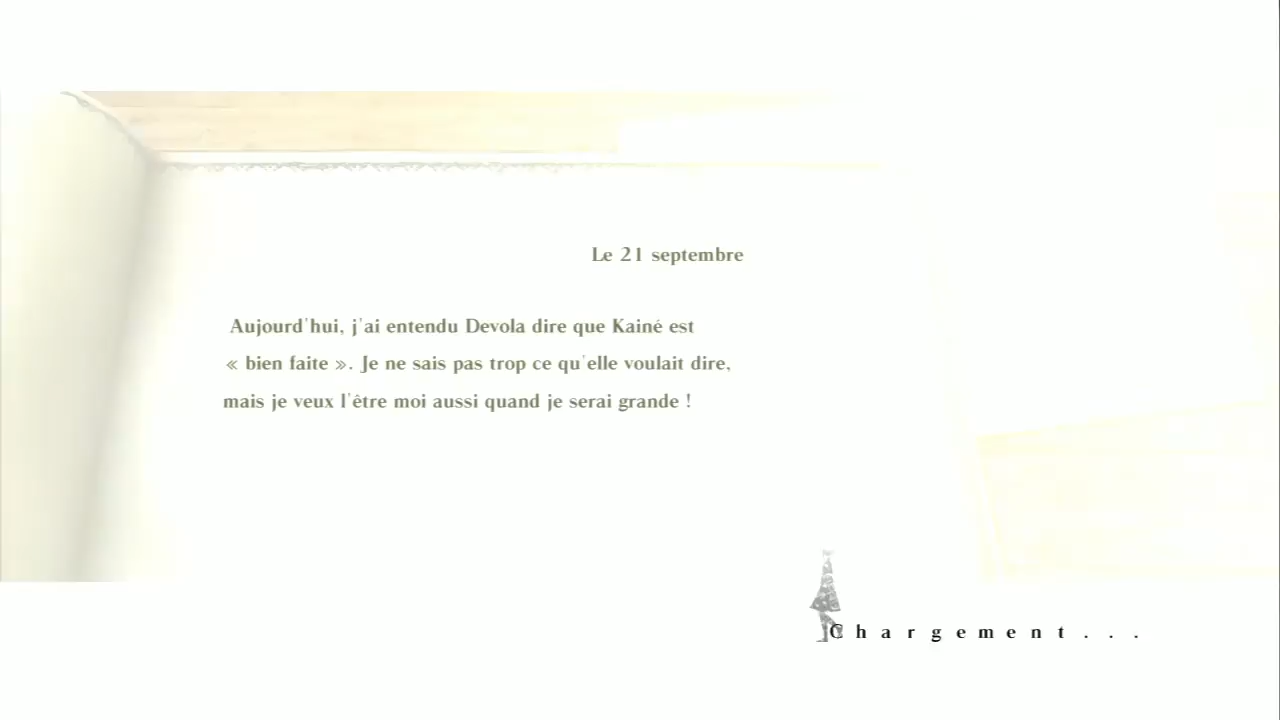 Le 21 septembre
Aujourd'hui, j'ai entendu Devola dire que Kainé est
« bien faite ». Je ne sais pas trop ce qu'elle voulait dire,
mais je veux l'être moi aussi quand je serai grande !
Chargement...